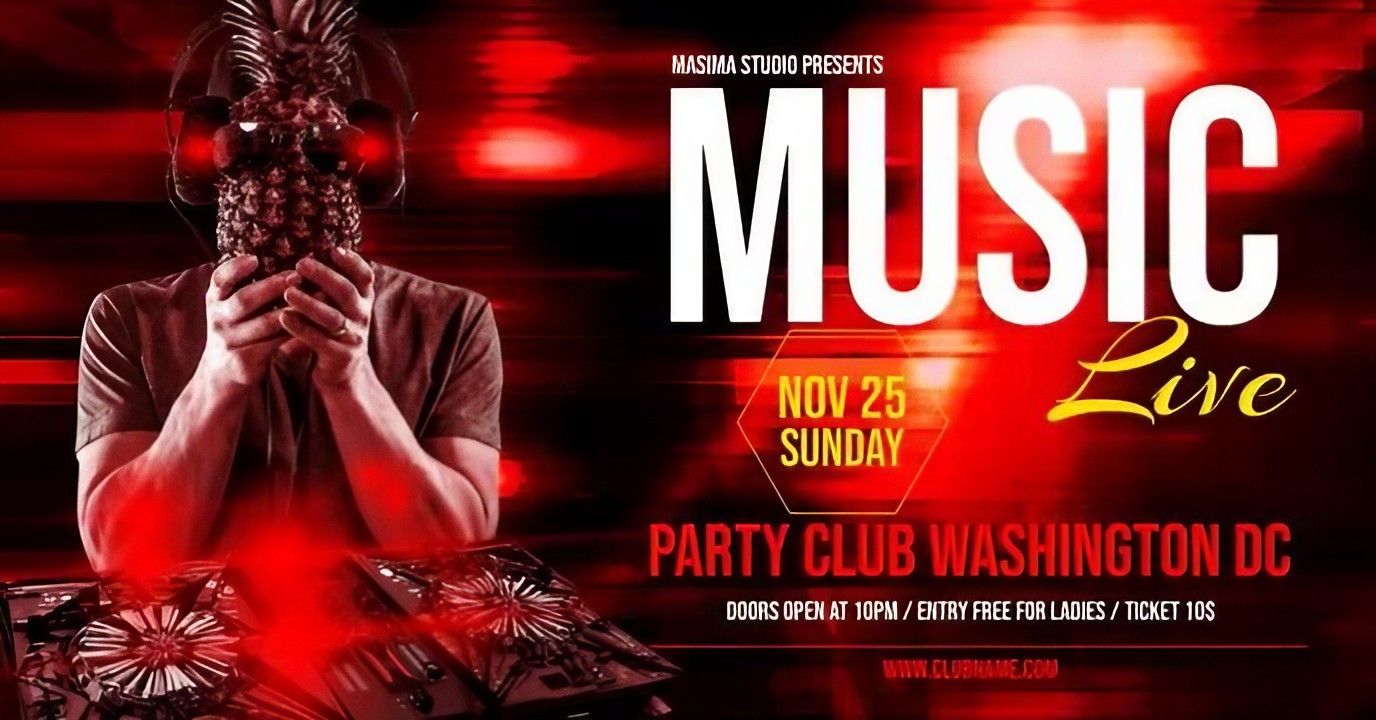 MASIMA STUDIO PRESENTS
MUSIC
Live
NOV 25
SUNDAY
PARTY CLUB WASHINGTON DC
DOORS OPEN AT 10PM / ENTRY FREE FOR LADIES / TICKET 10$
WWW.CLUBNAME.COM